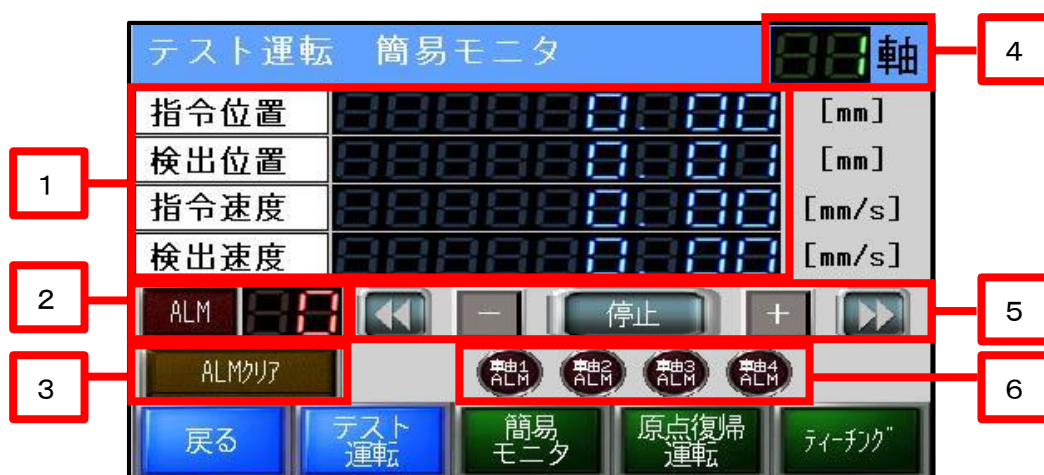 テスト運転 簡易モニタ 1軸
4
指令位置 0.00 [mm]
検出位置 0.01 [mm]
1
指令速度 0.00 [mm/s]
検出速度 0.00 [mm/s]
2
ALM 0 − 停止 +
5
3
ALMクリア
軸1
ALM
軸2
ALM
軸3
ALM
軸4
ALM
6
戻る
テスト
運転
簡易
モニタ
原点復帰
運転
ティーチング